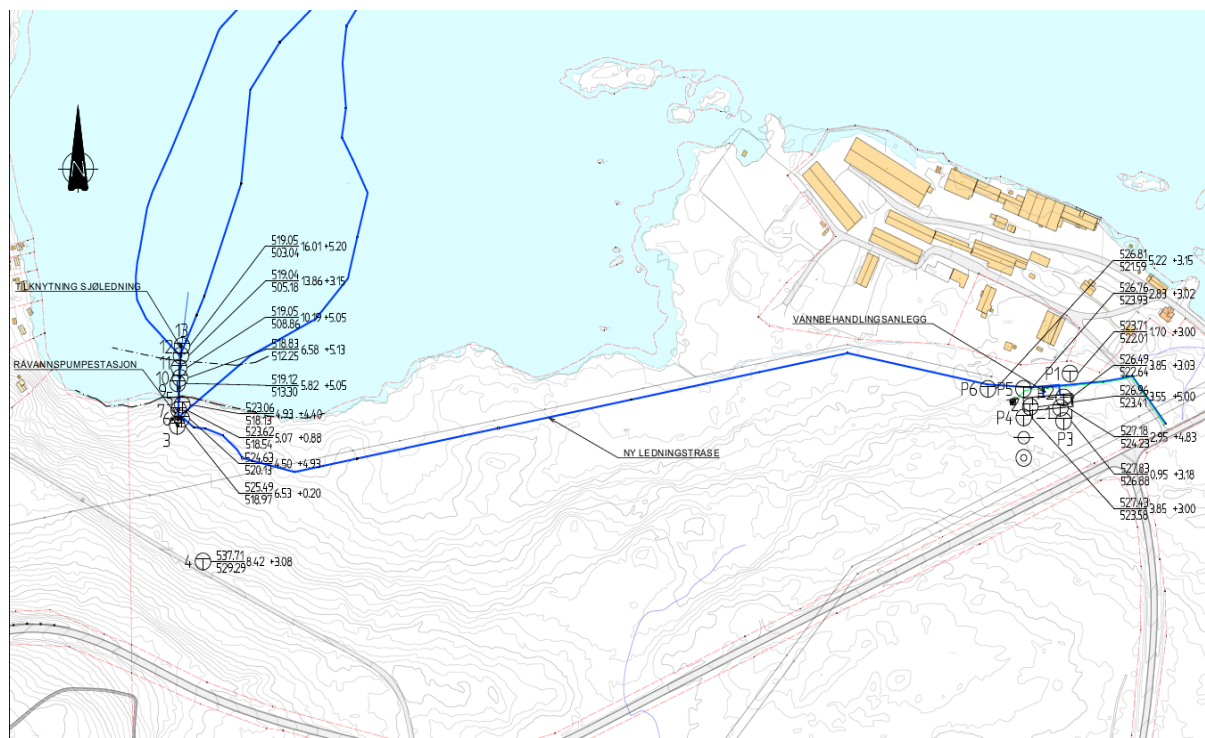 N
519.05
503.04 16.01 +5.20
519.04
505.18 13.86 +3.15
519.05
508.86 10.19 +5.05
518.83
512.25 6.58 +5.13
519.12
513.30 5.82 +5.05
TILKNYTNING SJØLEDNING
13
12
10
RÅVANNSPUMPESTASJON
9
7
6
3
523.06
518.13 4.93 +4.40
523.62
518.54 5.07 +0.88
524.63
520.13 4.50 +4.93
525.49
518.97 6.53 +0.20
4
537.71
529.29 8.42 +3.08
NY LEDNINGSTRASE
VANNBEHANDLINGSANLEGG
526.81
521.59 5.22 +3.15
526.76
523.93 2.83 +3.02
523.71
522.01 1.70 +3.00
526.49
522.64 3.85 +3.03
526.96
523.41 3.55 +5.00
527.18
524.23 2.95 +4.83
527.83
526.88 0.95 +3.18
527.43
523.58 3.85 +3.00
P1
P6
P5
P4
P3